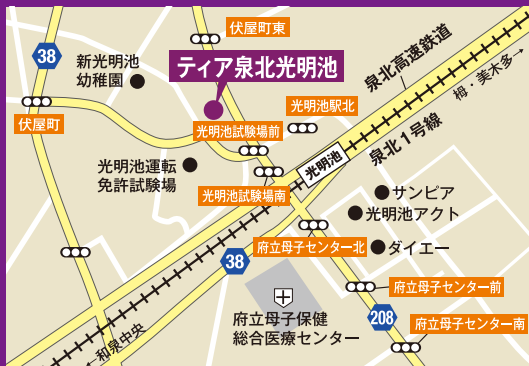 伏屋町東
38
新光明池
幼稚園
ティア泉北光明池
泉北高速鉄道
栂・美木多→
光明池駅北
伏屋町
光明池試験場前
泉北1号線
光明池
光明池運転
免許試験場
光明池試験場南
サンピア
光明池アクト
府立母子センター北
ダイエー
38
府立母子センター前
府立母子保健
総合医療センター
208
府立母子センター南
←和泉中央